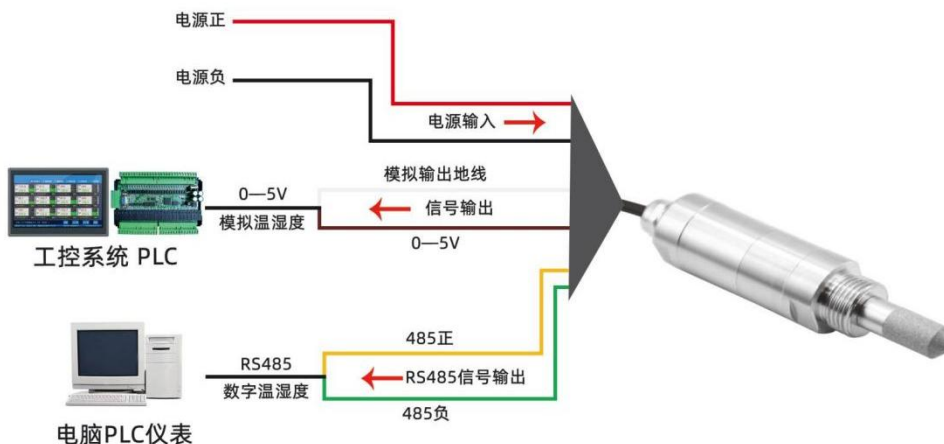 电源正
电源负
电源输入
模拟输出地线
0—5V
信号输出
模拟温湿度
0—5V
工控系统 PLC
485正
RS485
RS485信号输出
数字温湿度
485负
电脑PLC仪表